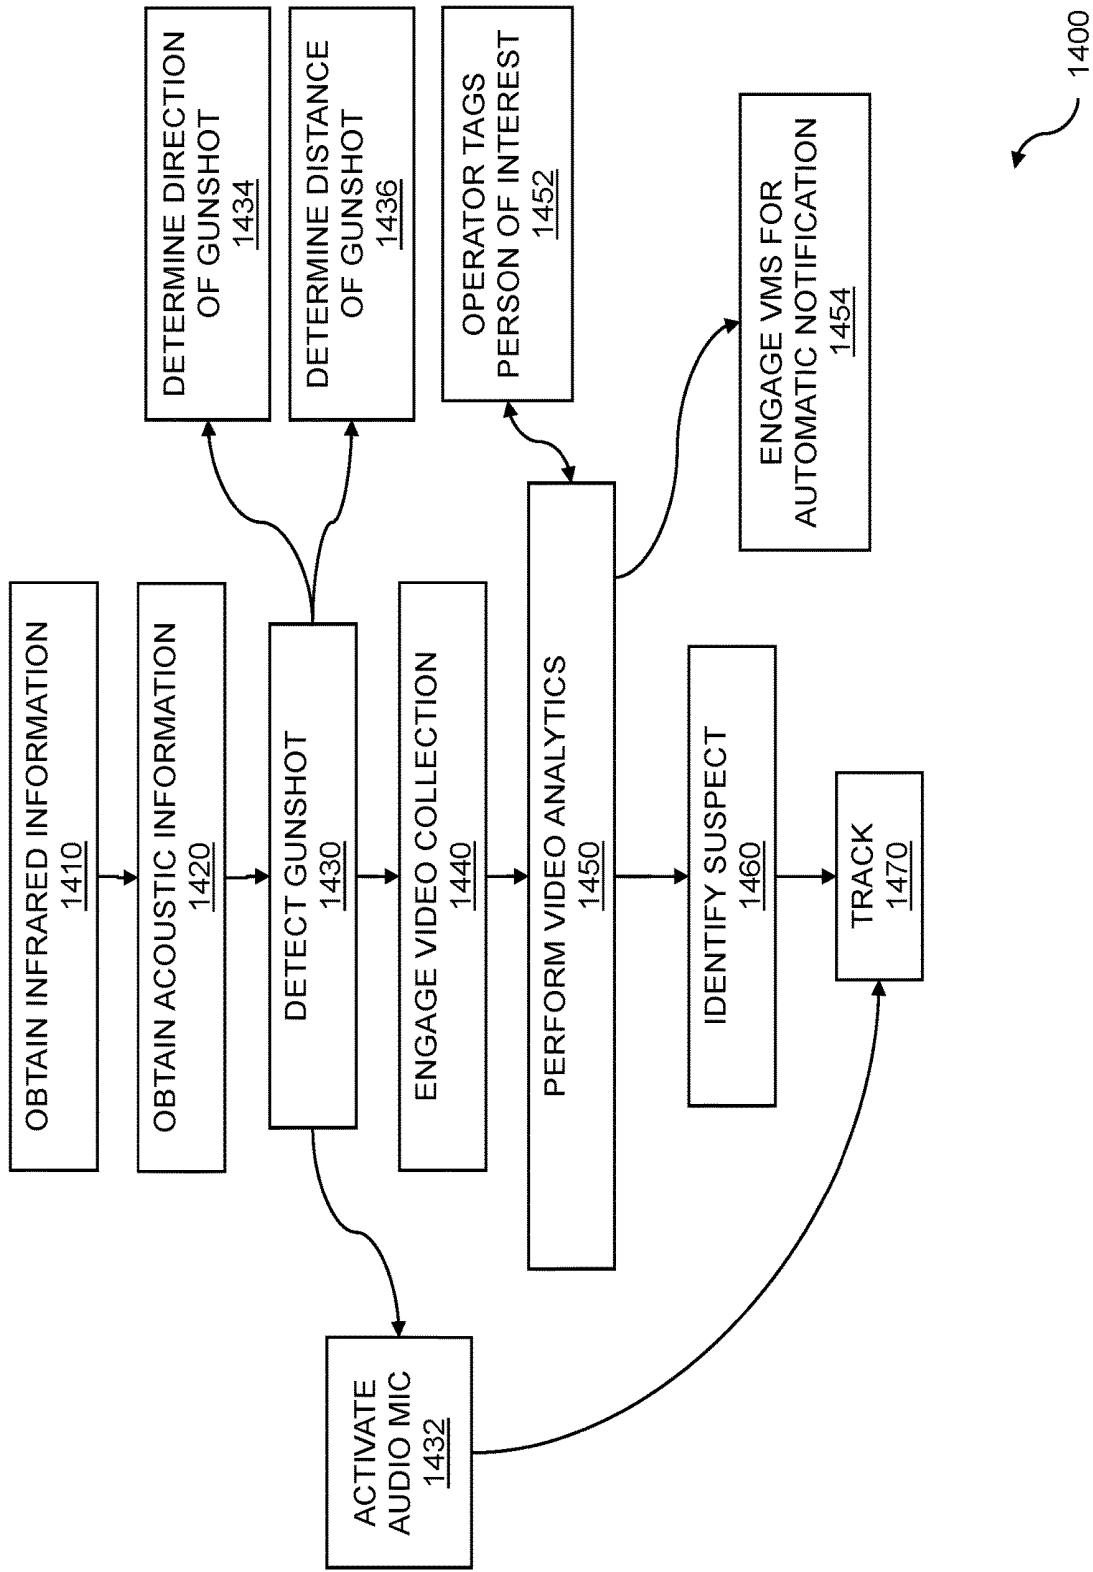 OBTAIN INFRARED INFORMATION
1410
OBTAIN ACOUSTIC INFORMATION
1420
DETECT GUNSHOT
1430
ACTIVATE
AUDIO MIC
1432
DETERMINE DIRECTION
OF GUNSHOT
1434
DETERMINE DISTANCE
OF GUNSHOT
1436
ENGAGE VIDEO COLLECTION
1440
PERFORM VIDEO ANALYTICS
1450
OPERATOR TAGS
PERSON OF INTEREST
1452
ENGAGE VMS FOR
AUTOMATIC NOTIFICATION
1454
IDENTIFY SUSPECT
1460
TRACK
1470
1400